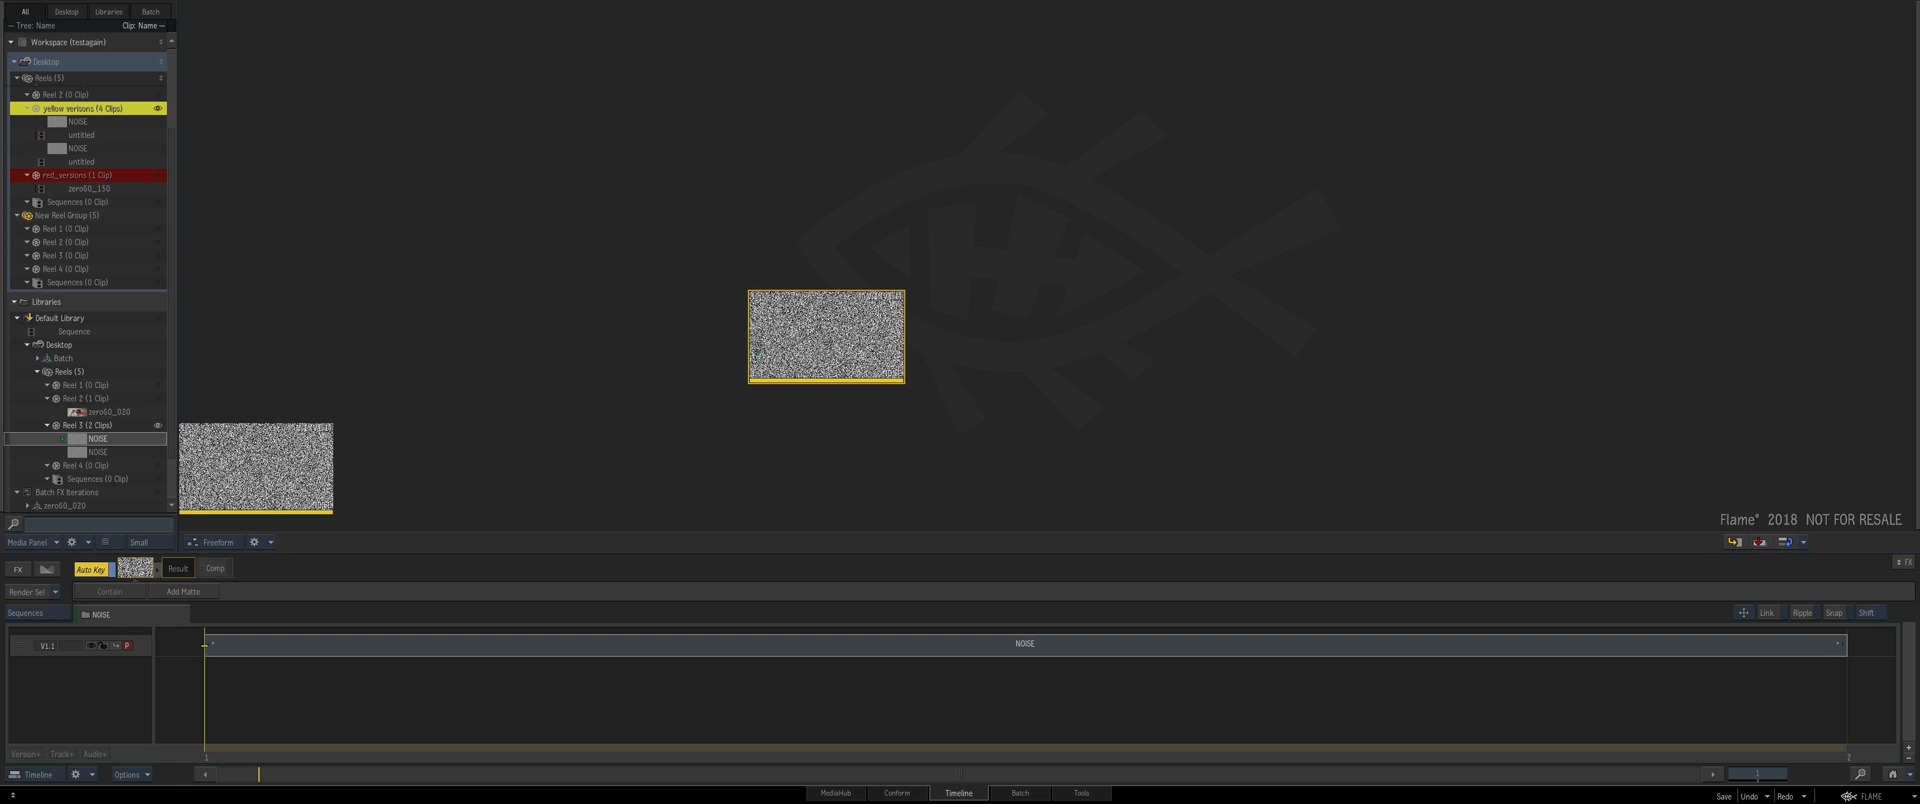 All Desktop Libraries Batch
Tree: Name Clip: Name
Workspace (testagain)
Desktop
Reels (5)
Reel 2 (0 Clip)
yellow verisons (4 Clips)
NOISE
untitled
NOISE
untitled
red_versions (1 Clip)
zero60_150
Sequences (0 Clip)
New Reel Group (5)
Reel 1 (0 Clip)
Reel 2 (0 Clip)
Reel 3 (0 Clip)
Reel 4 (0 Clip)
Sequences (0 Clip)
Libraries
Default Library
Sequence
Desktop
Batch
Reels (5)
Reel 1 (0 Clip)
Reel 2 (1 Clip)
zero60_020
Reel 3 (2 Clips)
NOISE
NOISE
Reel 4 (0 Clip)
Sequences (0 Clip)
Batch FX Iterations
zero60_020
Flame* 2018 NOT FOR RESALE
Media Panel Small Freeform
FX Auto Key Result Comp FX
Render Sel Contain Add Matte
Sequences NOISE Link Ripple Snap Shift
V1.1 P NOISE
Version+ Track+ Audio+
1 2
Timeline Options 1
MediaHub Conform Timeline Batch Tools
Save Undo Redo FLAME